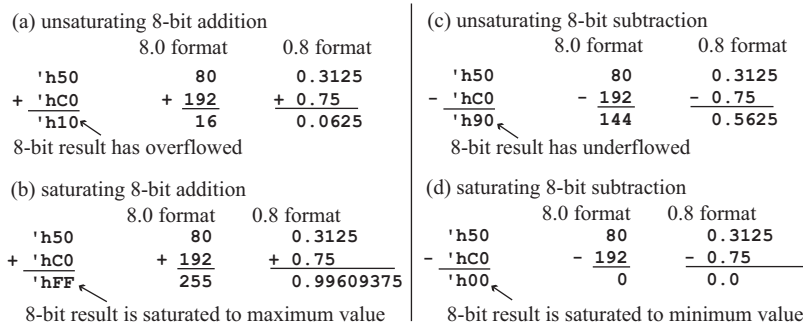 (a) unsaturating 8-bit addition
8.0 format 0.8 format
'h50 80 0.3125
+ 'hC0 + 192 + 0.75
'h10 16 0.0625
8-bit result has overflowed
(b) saturating 8-bit addition
8.0 format 0.8 format
'h50 80 0.3125
+ 'hC0 + 192 + 0.75
'hFF 255 0.99609375
8-bit result is saturated to maximum value
(c) unsaturating 8-bit subtraction
8.0 format 0.8 format
'h50 80 0.3125
- 'hC0 - 192 - 0.75
'h90 144 0.5625
8-bit result has underflowed
(d) saturating 8-bit subtraction
8.0 format 0.8 format
'h50 80 0.3125
- 'hC0 - 192 - 0.75
'h00 0 0.0
8-bit result is saturated to minimum value